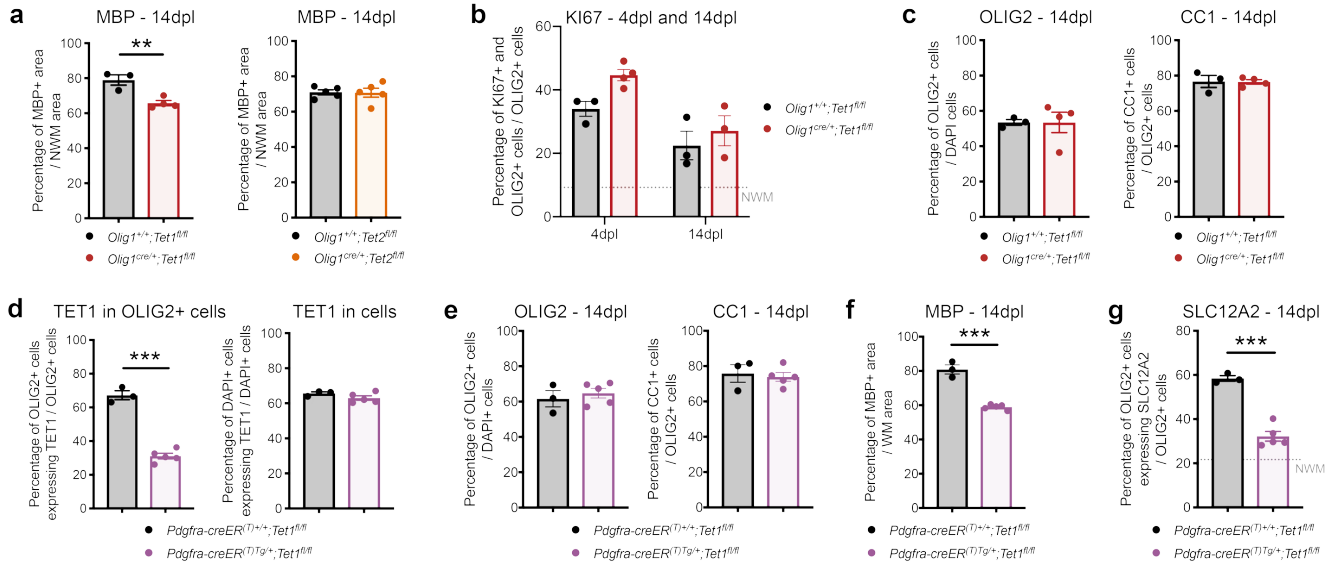 a
MBP - 14dpl
Percentage of MBP+ area
/ NWM area
100
80
60
40
20
0
**
Olig1+/+;Tet1fl/fl
Olig1cre/+;Tet1fl/fl
MBP - 14dpl
Percentage of MBP+ area
/ NWM area
100
80
60
40
20
0
Olig1+/+;Tet2fl/fl
Olig1cre/+;Tet2fl/fl
b
KI67 - 4dpl and 14dpl
Percentage of KI67+ and
OLIG2+ cells / OLIG2+ cells
60
40
20
0
NWM
4dpl
14dpl
Olig1+/+;Tet1fl/fl
Olig1cre/+;Tet1fl/fl
c
OLIG2 - 14dpl
Percentage of OLIG2+ cells
/ DAPI cells
100
80
60
40
20
0
Olig1+/+;Tet1fl/fl
Olig1cre/+;Tet1fl/fl
CC1 - 14dpl
Percentage of CC1+ cells
/ OLIG2+ cells
100
80
60
40
20
0
Olig1+/+;Tet1fl/fl
Olig1cre/+;Tet1fl/fl
d
TET1 in OLIG2+ cells
Percentage of OLIG2+ cells
expressing TET1 / OLIG2+ cells
100
80
60
40
20
0
***
TET1 in cells
Percentage of DAPI+ cells
expressing TET1 / DAPI+ cells
100
80
60
40
20
0
Pdgfra-creER(T)+/+;Tet1fl/fl
Pdgfra-creER(T)Tg/+;Tet1fl/fl
e
OLIG2 - 14dpl
Percentage of OLIG2+ cells
/ DAPI+ cells
100
80
60
40
20
0
CC1 - 14dpl
Percentage of CC1+ cells
/ OLIG2+ cells
100
80
60
40
20
0
Pdgfra-creER(T)+/+;Tet1fl/fl
Pdgfra-creER(T)Tg/+;Tet1fl/fl
f
MBP - 14dpl
Percentage of MBP+ area
/ WM area
100
80
60
40
20
0
***
Pdgfra-creER(T)+/+;Tet1fl/fl
Pdgfra-creER(T)Tg/+;Tet1fl/fl
g
SLC12A2 - 14dpl
Percentage of OLIG2+ cells
expressing SLC12A2
/ OLIG2+ cells
80
60
40
20
0
***
NWM
Pdgfra-creER(T)+/+;Tet1fl/fl
Pdgfra-creER(T)Tg/+;Tet1fl/fl